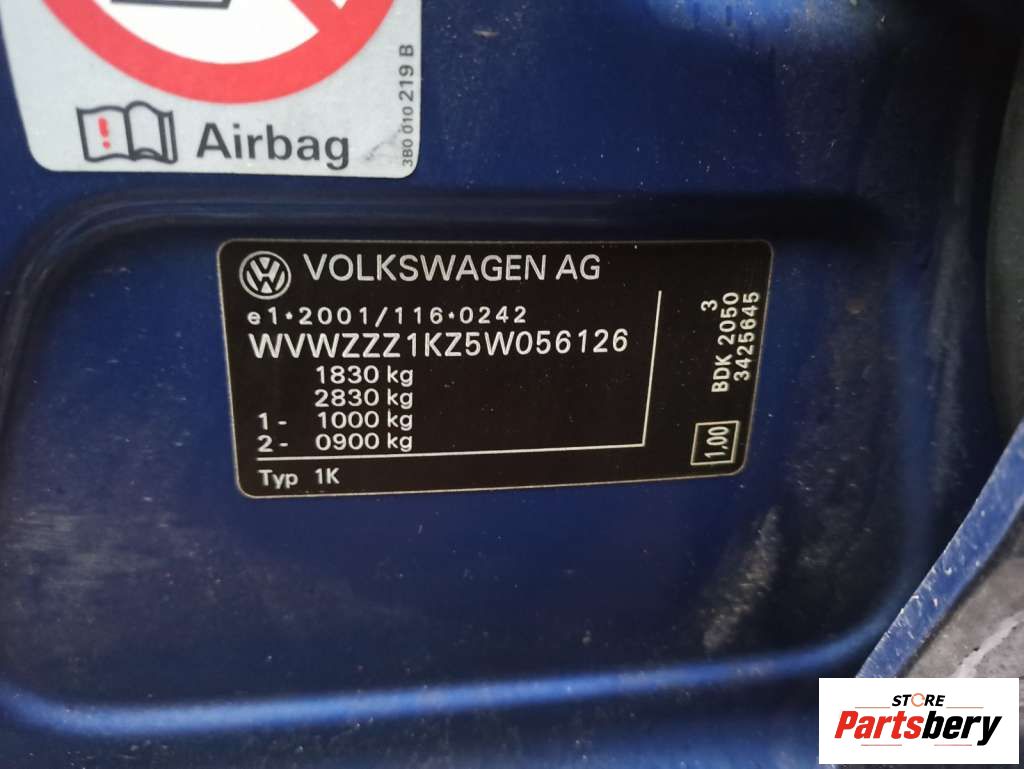 Airbag
3B0 010 219 B
VOLKSWAGEN AG
e1*2001/116*0242
WVWZZZ1KZ5W056126
1830 kg
2830 kg
1- 1000 kg
2- 0900 kg
Typ 1K
3
BDK 2050
3425645
1,00
STORE
Partsbery